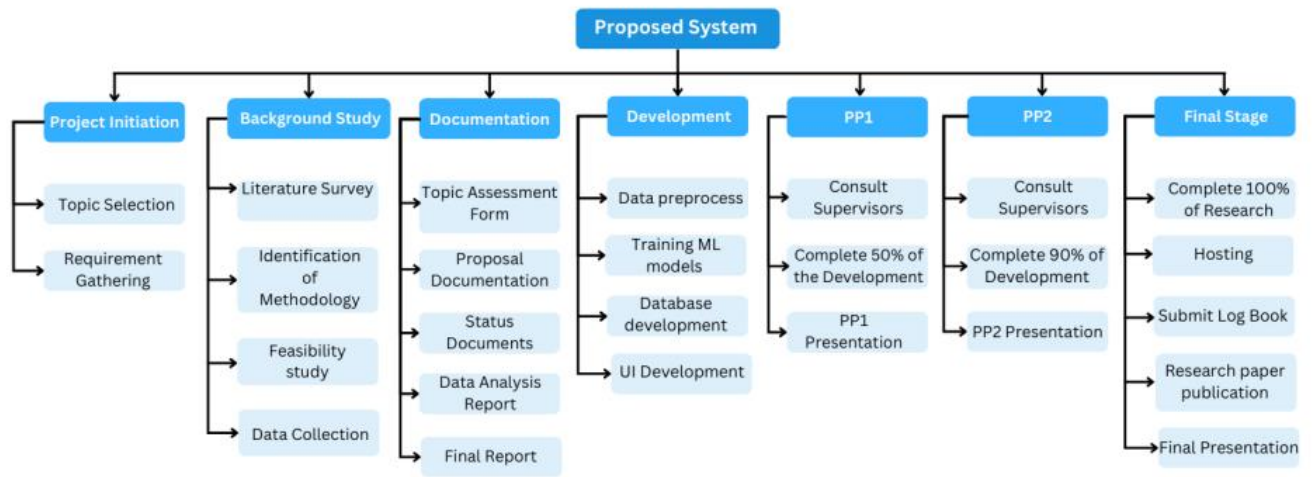 Proposed System
Project Initiation
Topic Selection
Requirement
Gathering
Background Study
Literature Survey
Identification
of
Methodology
Feasibility
study
Data Collection
Documentation
Topic Assessment
Form
Proposal
Documentation
Status
Documents
Data Analysis
Report
Final Report
Development
Data preprocess
Training ML
models
Database
development
UI Development
PP1
Consult
Supervisors
Complete 50% of
the Development
PP1
Presentation
PP2
Consult
Supervisors
Complete 90% of
Development
PP2 Presentation
Final Stage
Complete 100%
of Research
Hosting
Submit Log Book
Research paper
publication
Final Presentation